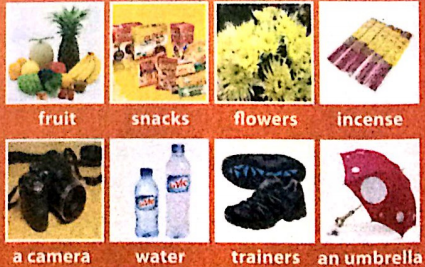 fruit snacks flowers incense
a camera water trainers an umbrella